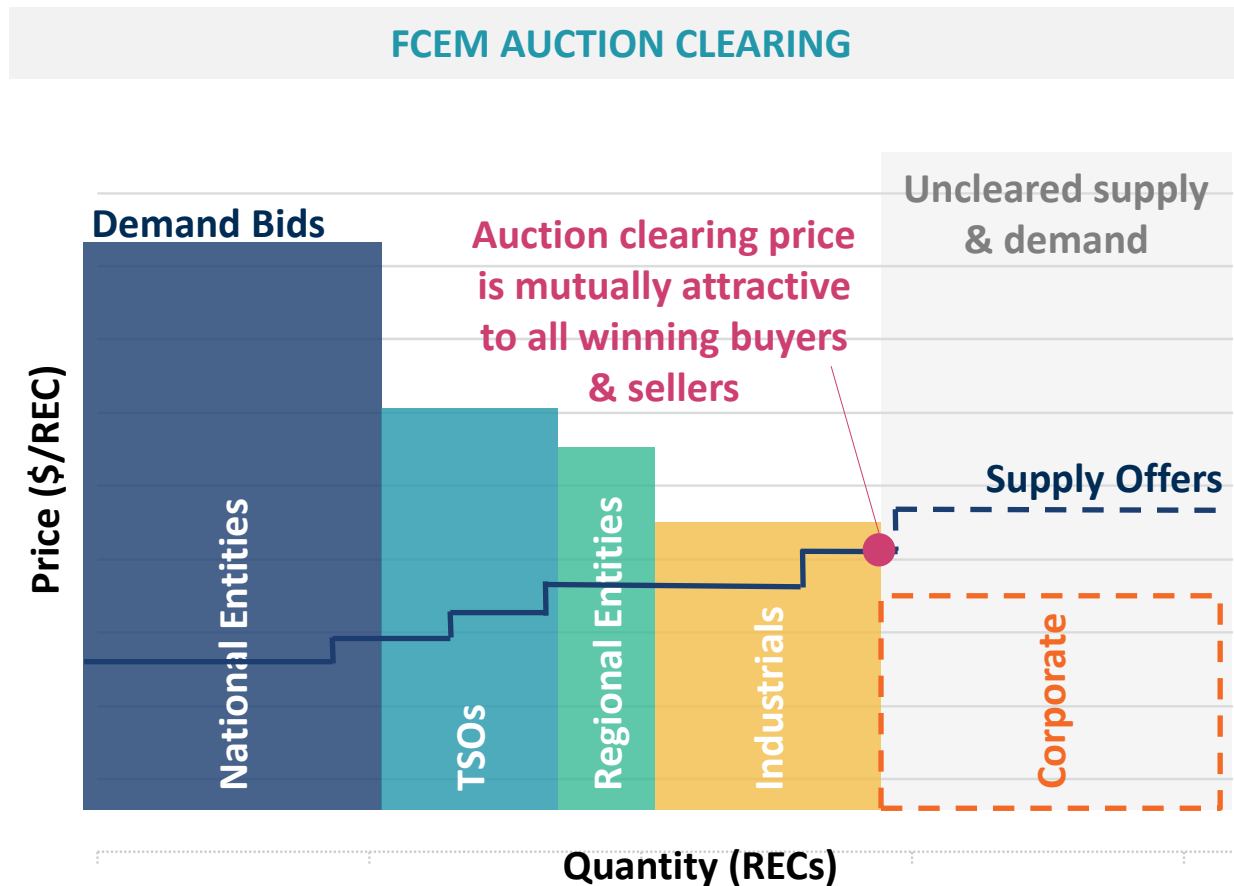 FCEM AUCTION CLEARING
Demand Bids
Auction clearing price
is mutually attractive
to all winning buyers
& sellers
Uncleared supply
& demand
Supply Offers
Price ($/REC)
National Entities
TSOs
Regional Entities
Industrials
Corporate
Quantity (RECs)